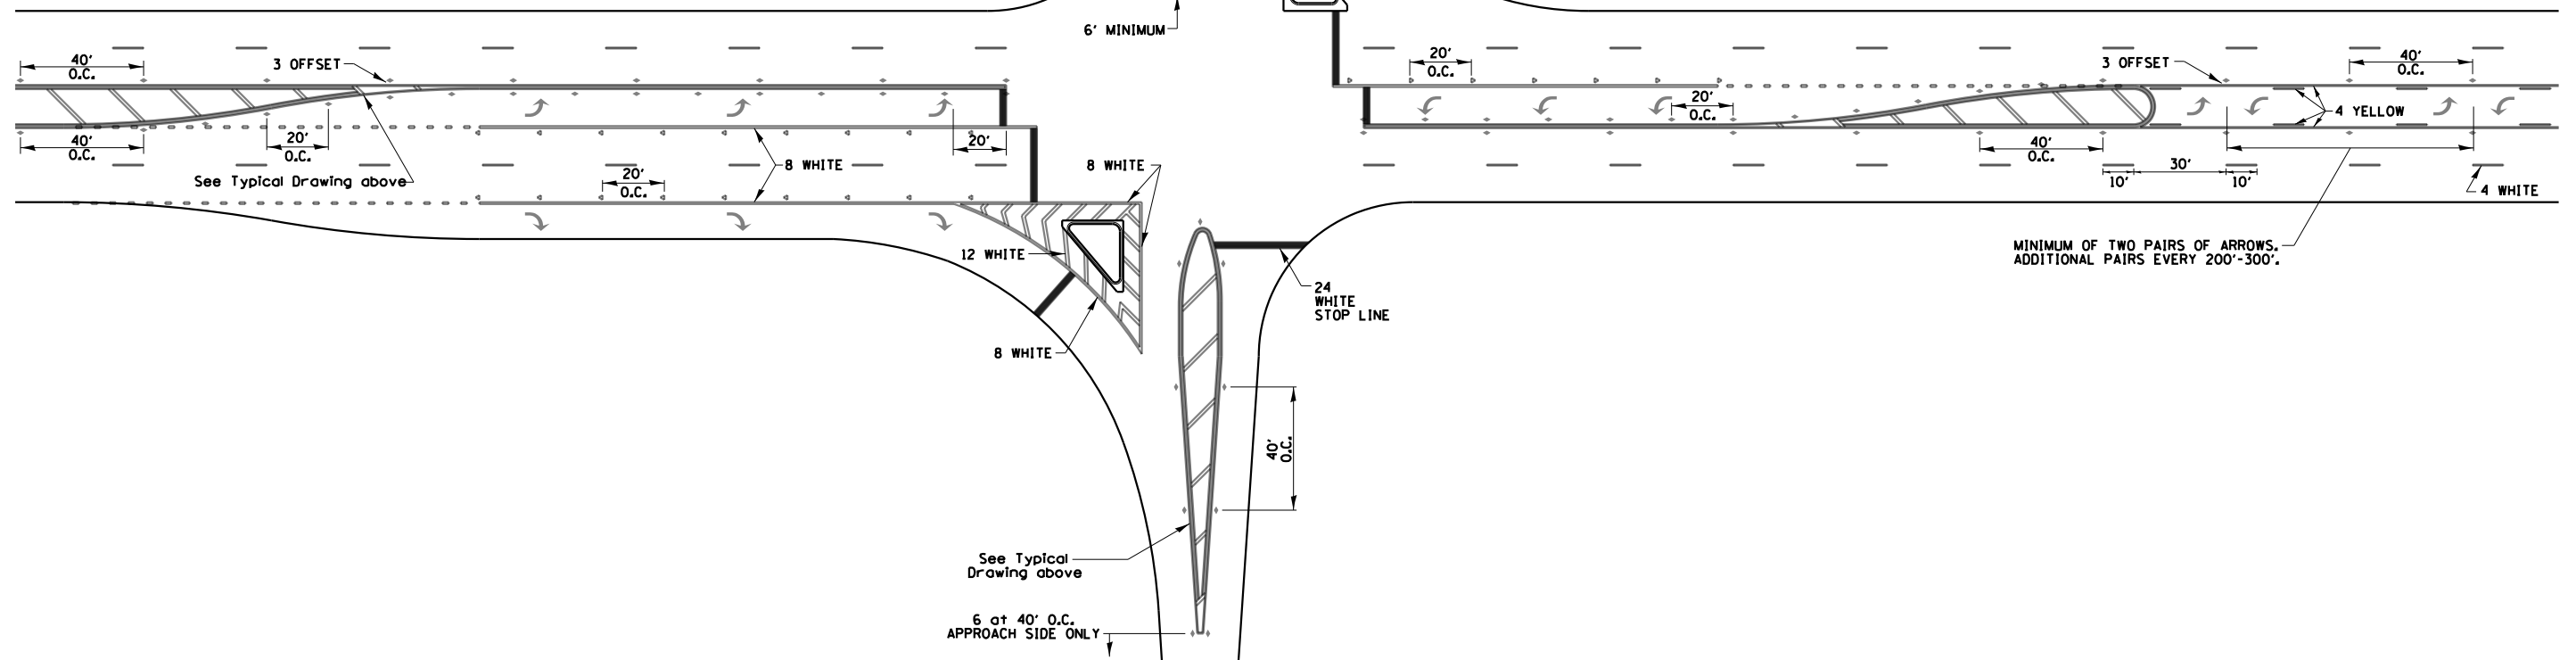 6' MINIMUM
40'
O.C.
3 OFFSET
20'
O.C.
3 OFFSET
40'
O.C.
20'
O.C.
4 YELLOW
40'
O.C.
20'
O.C.
20'
8 WHITE
8 WHITE
40'
O.C.
30'
10'
10'
See Typical Drawing above
20'
O.C.
4 WHITE
12 WHITE
MINIMUM OF TWO PAIRS OF ARROWS.
ADDITIONAL PAIRS EVERY 200'-300'.
24
WHITE
STOP LINE
8 WHITE
40'
O.C.
See Typical
Drawing above
6 at 40' O.C.
APPROACH SIDE ONLY